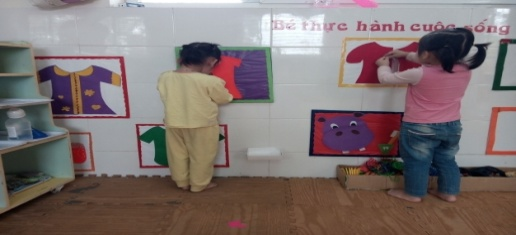 Bé thực hành cuộc sống